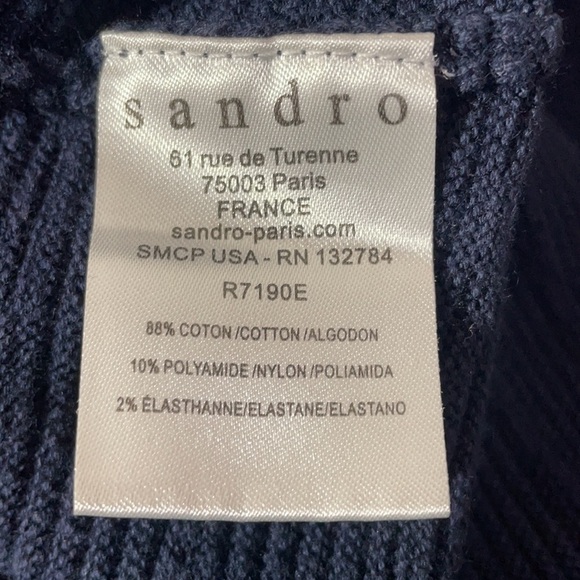 sandro
61 rue de Turenne
75003 Paris
FRANCE
sandro-paris.com
SMCP USA - RN 132784
R7190E
88% COTON/COTTON/ALGODON
10% POLYAMIDE/NYLON/POLIAMIDA
2% ÉLASTHANNE/ELASTANE/ELASTANO